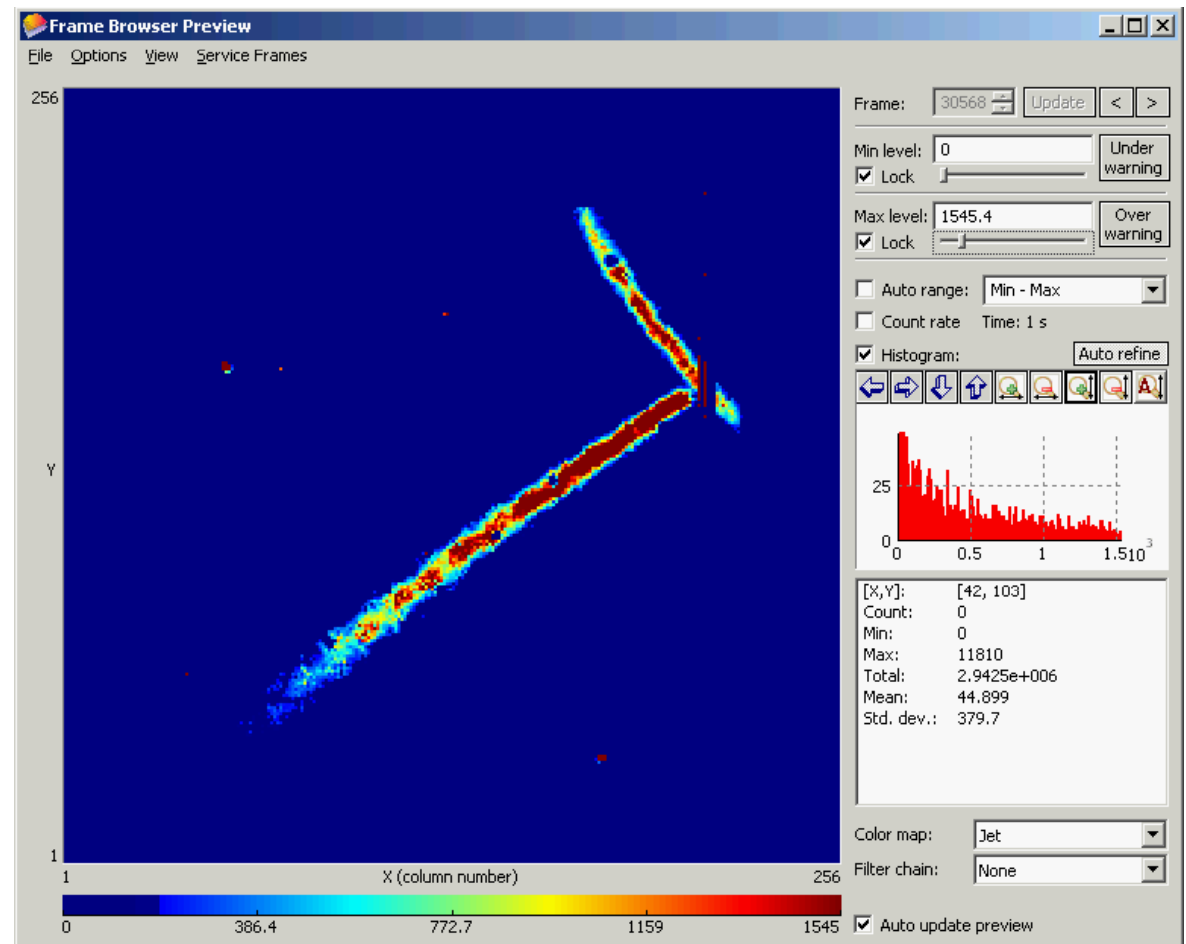 Frame Browser Preview
File Options View Service Frames
256
Y
1
1 X (column number) 256
0 386.4 772.7 1159 1545
Frame: 30568 Update < >
Min level: 0 Under warning
Lock
Max level: 1545.4 Over warning
Lock
Auto range: Min - Max
Count rate Time: 1 s
Histogram: Auto refine
A
25
0
0 0.5 1 1.5 10^3
[X,Y]: [42, 103]
Count: 0
Min: 0
Max: 11810
Total: 2.9425e+006
Mean: 44.899
Std. dev.: 379.7
Color map: Jet
Filter chain: None
Auto update preview